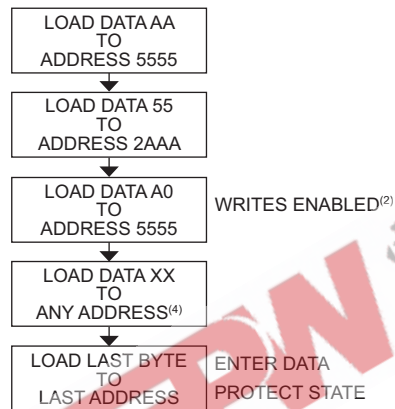 LOAD DATA AA
TO
ADDRESS 5555
LOAD DATA 55
TO
ADDRESS 2AAA
LOAD DATA A0
TO
ADDRESS 5555
WRITES ENABLED(2)
LOAD DATA XX
TO
ANY ADDRESS(4)
LOAD LAST BYTE
TO
LAST ADDRESS
ENTER DATA
PROTECT STATE